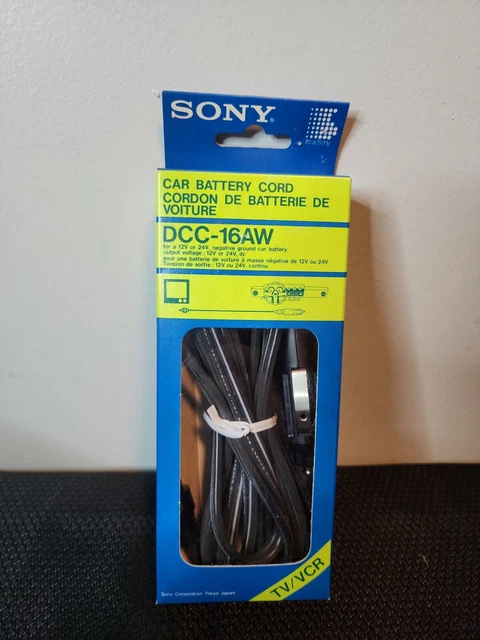 SONY®
It's a Sony
CAR BATTERY CORD
CORDON DE BATTERIE DE
VOITURE
DCC-16AW
for a 12V or 24V, negative ground car battery
output voltage : 12V or 24V, dc
pour une batterie de voiture à masse négative de 12V ou 24V
Tension de sortie : 12V ou 24V, continu
Sony Corporation Tokyo Japan
TV/VCR